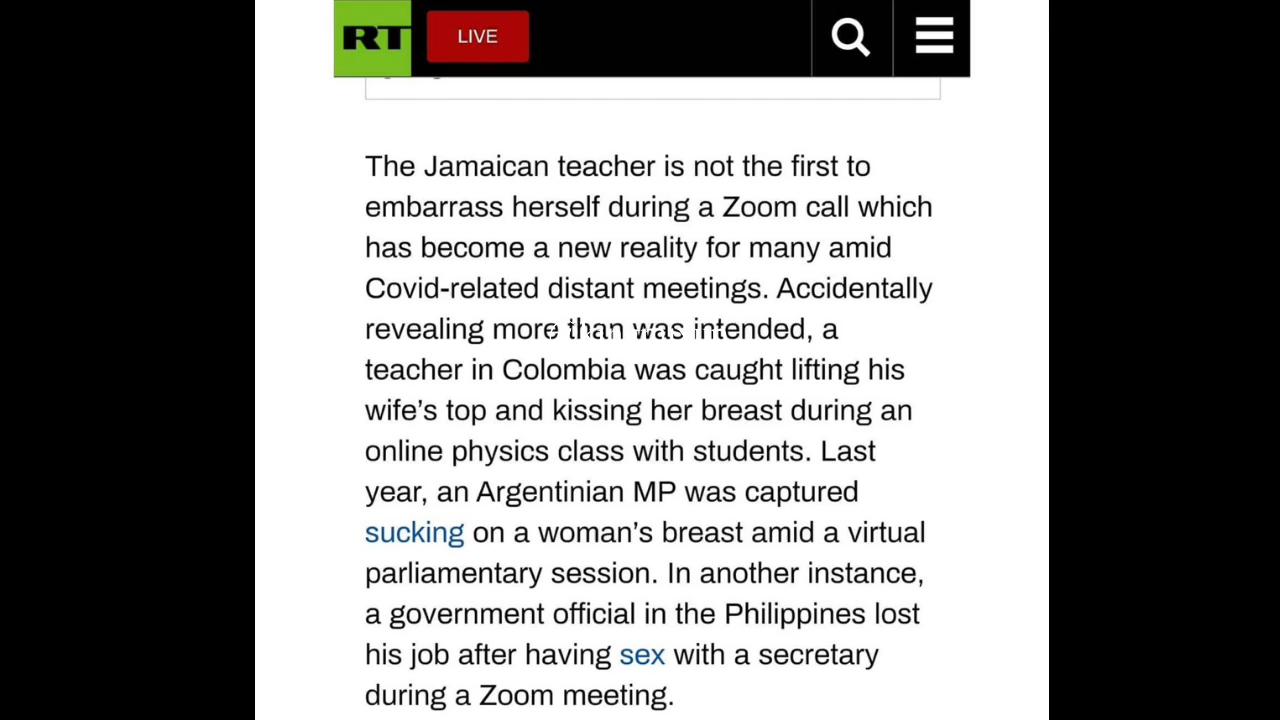 RT LIVE
The Jamaican teacher is not the first to
embarrass herself during a Zoom call which
has become a new reality for many amid
Covid-related distant meetings. Accidentally
revealing more than was intended, a
teacher in Colombia was caught lifting his
wife’s top and kissing her breast during an
online physics class with students. Last
year, an Argentinian MP was captured
sucking on a woman’s breast amid a virtual
parliamentary session. In another instance,
a government official in the Philippines lost
his job after having sex with a secretary
during a Zoom meeting.